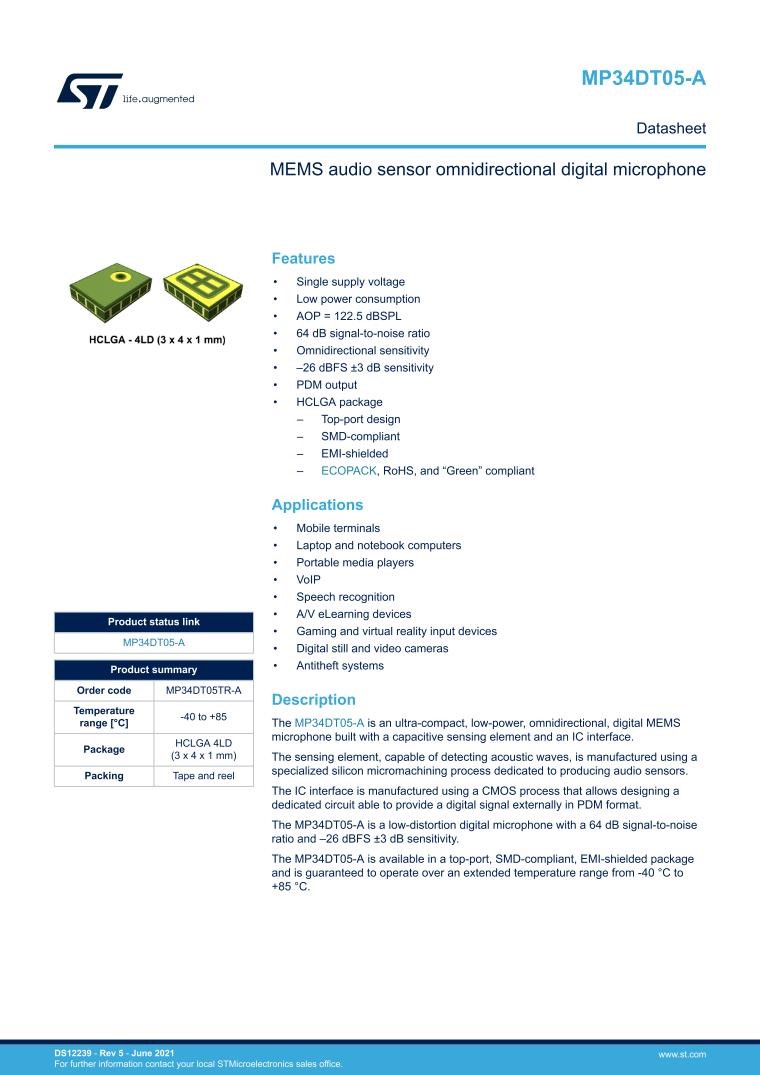 life.augmented
MP34DT05-A
Datasheet
MEMS audio sensor omnidirectional digital microphone
HCLGA - 4LD (3 x 4 x 1 mm)
Features
• Single supply voltage
• Low power consumption
• AOP = 122.5 dBSPL
• 64 dB signal-to-noise ratio
• Omnidirectional sensitivity
• –26 dBFS ±3 dB sensitivity
• PDM output
• HCLGA package
– Top-port design
– SMD-compliant
– EMI-shielded
– ECOPACK, RoHS, and “Green” compliant
Applications
• Mobile terminals
• Laptop and notebook computers
• Portable media players
• VoIP
• Speech recognition
• A/V eLearning devices
• Gaming and virtual reality input devices
• Digital still and video cameras
• Antitheft systems
Product status link
MP34DT05-A
Product summary
Order code MP34DT05TR-A
Temperature
range [°C] -40 to +85
Package HCLGA 4LD
(3 x 4 x 1 mm)
Packing Tape and reel
Description
The MP34DT05-A is an ultra-compact, low-power, omnidirectional, digital MEMS
microphone built with a capacitive sensing element and an IC interface.
The sensing element, capable of detecting acoustic waves, is manufactured using a
specialized silicon micromachining process dedicated to producing audio sensors.
The IC interface is manufactured using a CMOS process that allows designing a
dedicated circuit able to provide a digital signal externally in PDM format.
The MP34DT05-A is a low-distortion digital microphone with a 64 dB signal-to-noise
ratio and –26 dBFS ±3 dB sensitivity.
The MP34DT05-A is available in a top-port, SMD-compliant, EMI-shielded package
and is guaranteed to operate over an extended temperature range from -40 °C to
+85 °C.
DS12239 - Rev 5 - June 2021
For further information contact your local STMicroelectronics sales office.
www.st.com